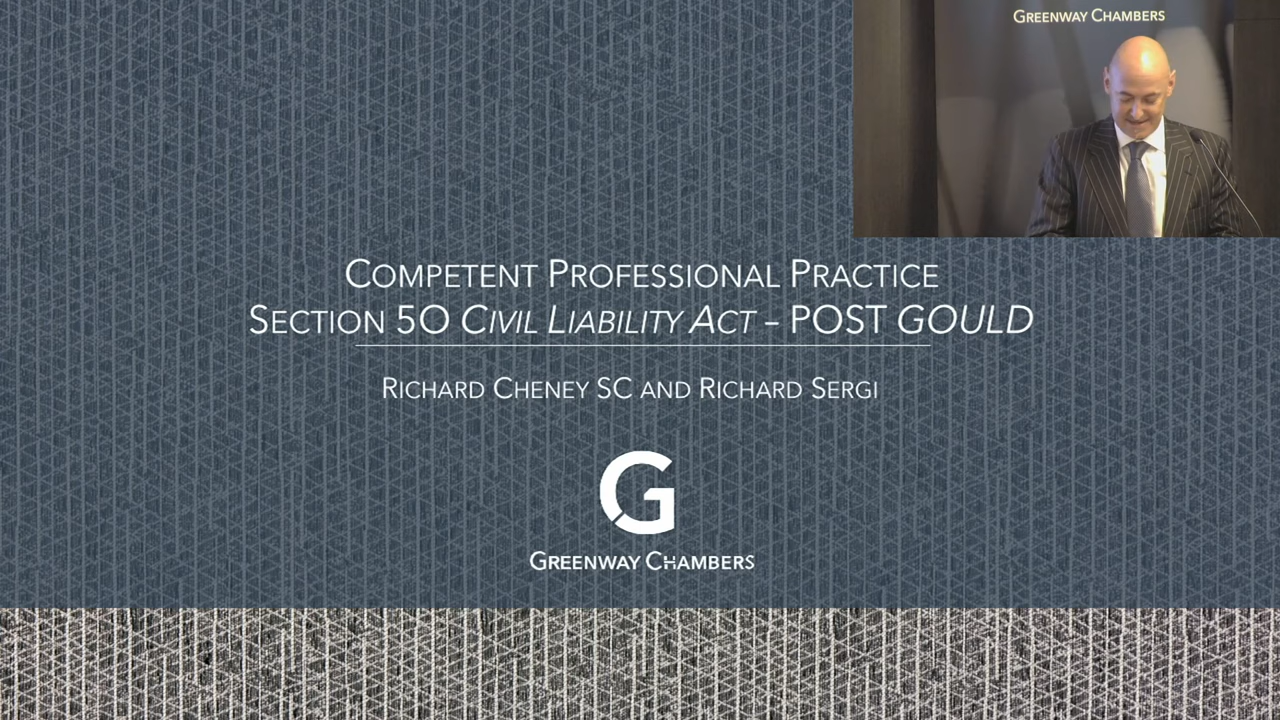 GREENWAY CHAMBERS
COMPETENT PROFESSIONAL PRACTICE
SECTION 5O CIVIL LIABILITY ACT – POST GOULD
RICHARD CHENEY SC AND RICHARD SERGI
G
GREENWAY CHAMBERS